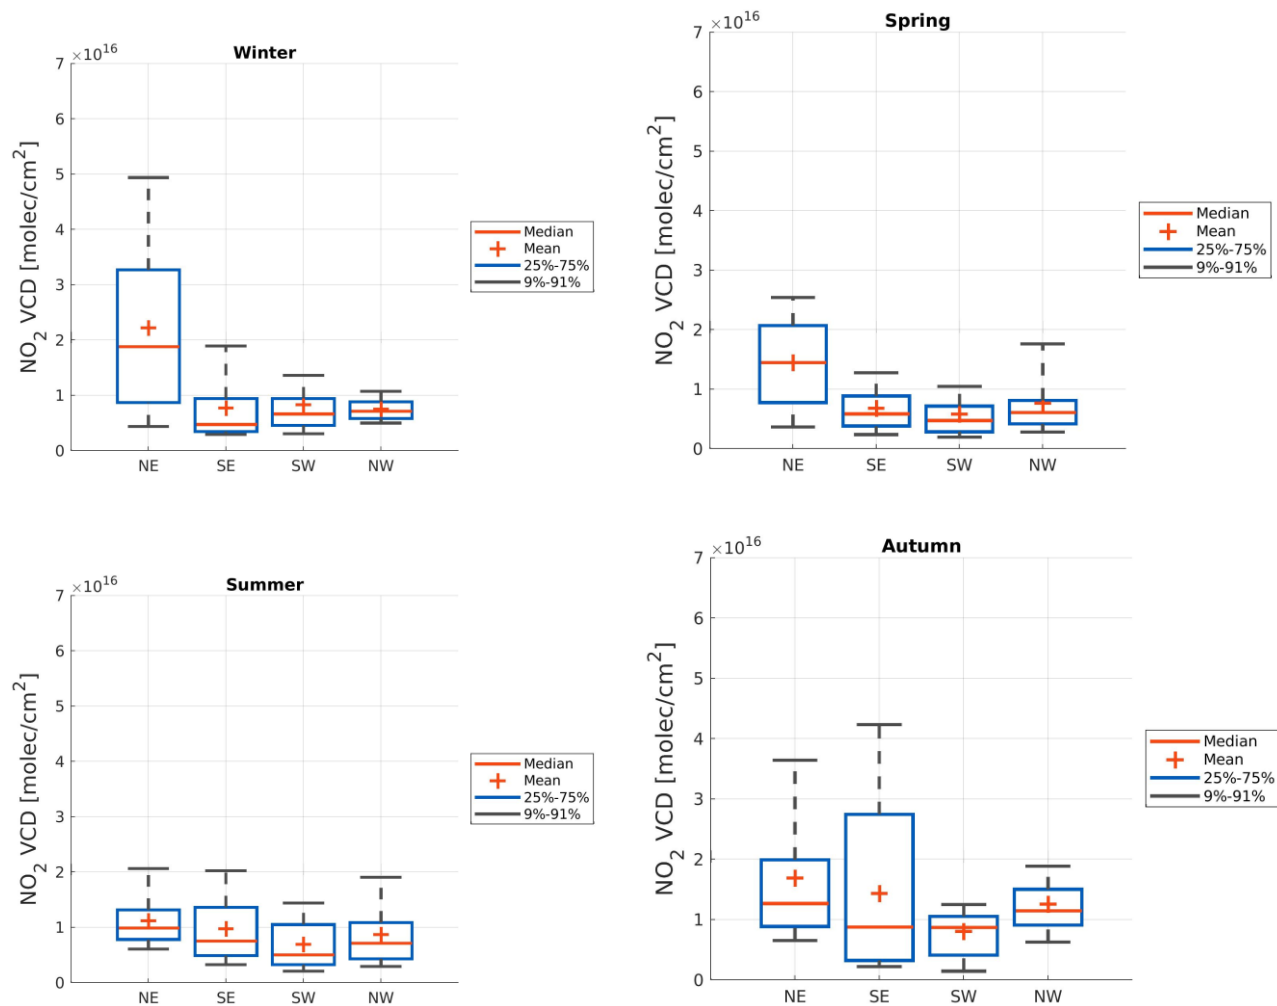 Winter
×10^16
NO₂ VCD [molec/cm²]
7
6
5
4
3
2
1
0
NE SE SW NW
Median
Mean
25%-75%
9%-91%
Spring
×10^16
NO₂ VCD [molec/cm²]
7
6
5
4
3
2
1
0
NE SE SW NW
Median
Mean
25%-75%
9%-91%
Summer
×10^16
NO₂ VCD [molec/cm²]
7
6
5
4
3
2
1
0
NE SE SW NW
Median
Mean
25%-75%
9%-91%
Autumn
×10^16
NO₂ VCD [molec/cm²]
7
6
5
4
3
2
1
0
NE SE SW NW
Median
Mean
25%-75%
9%-91%